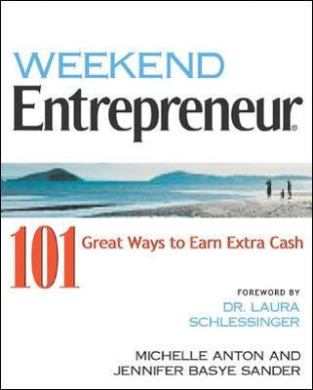 WEEKEND
Entrepreneur®
101 Great Ways to Earn Extra Cash
FOREWORD BY
DR. LAURA
SCHLESSINGER
MICHELLE ANTON AND
JENNIFER BASYE SANDER